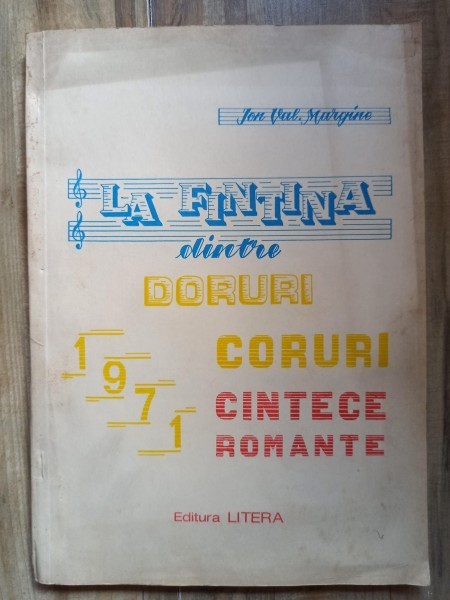 Ion Val. Margine
LA FINTINA
dintre
DORURI
1971
CORURI
CINTECE
ROMANTE
Editura LITERA